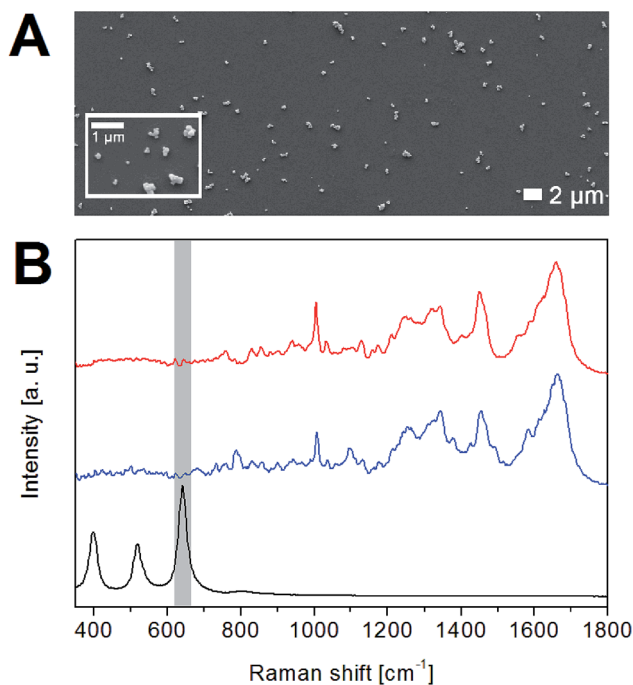 A
1 µm
2 µm
B
Intensity [a. u.]
400 600 800 1000 1200 1400 1600 1800
Raman shift [cm⁻¹]